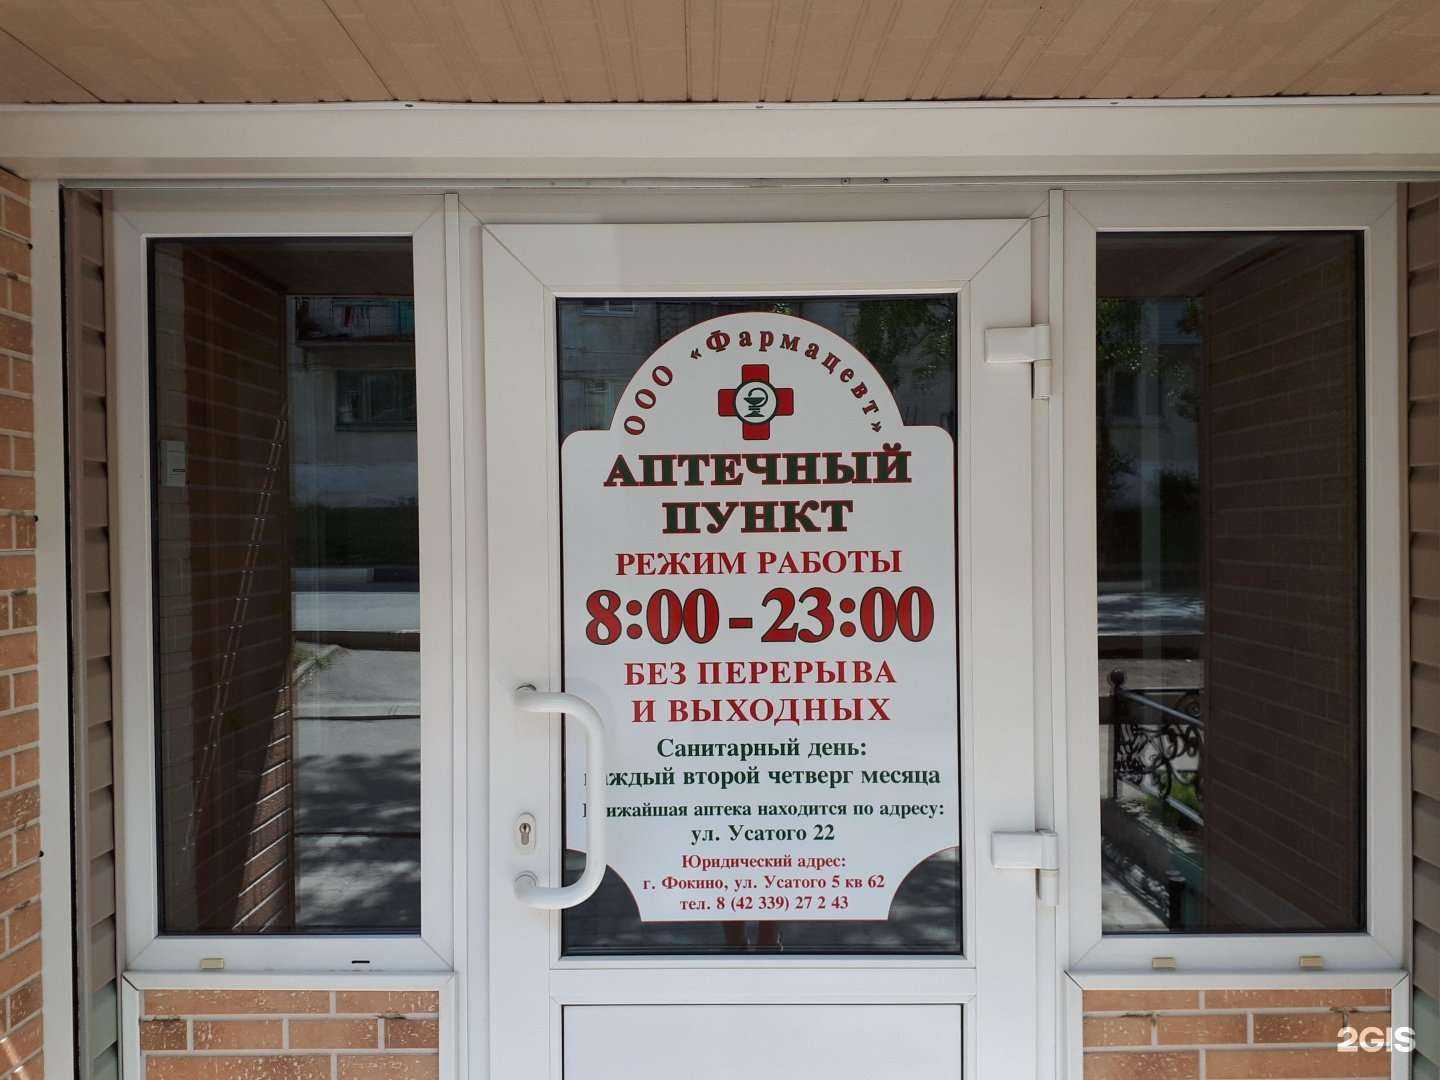 ООО «Фармацевт»
АПТЕЧНЫЙ
ПУНКТ
РЕЖИМ РАБОТЫ
8:00-23:00
БЕЗ ПЕРЕРЫВА
И ВЫХОДНЫХ
Санитарный день:
каждый второй четверг месяца
Ближайшая аптека находится по адресу:
ул. Усатого 22
Юридический адрес:
г. Фокино, ул. Усатого 5 кв 62
тел. 8 (42 339) 27 2 43
2GIS